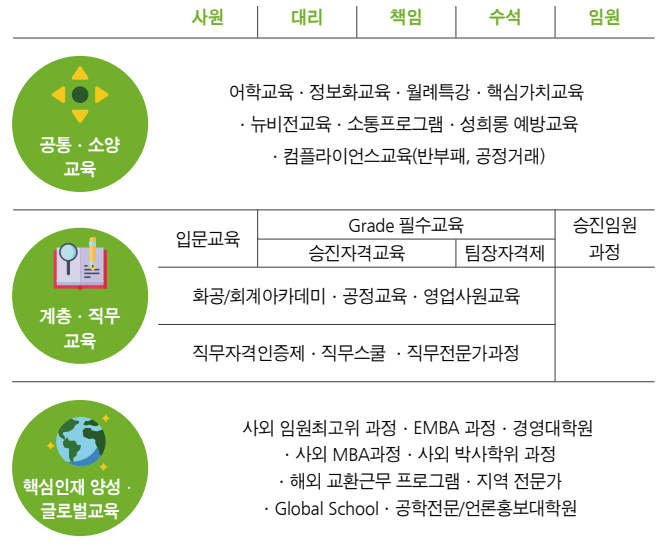 사원 대리 책임 수석 임원
공통 · 소양
교육
어학교육 · 정보화교육 · 월례특강 · 핵심가치교육
· 뉴비전교육 · 소통프로그램 · 성희롱 예방교육
· 컴플라이언스교육(반부패, 공정거래)
계층 · 직무
교육
입문교육
Grade 필수교육
승진자격교육 팀장자격제
승진임원
과정
화공/회계아카데미 · 공정교육 · 영업사원교육
직무자격인증제 · 직무스쿨 · 직무전문가과정
핵심인재 양성 ·
글로벌교육
사외 임원최고위 과정 · EMBA 과정 · 경영대학원
· 사외 MBA과정 · 사외 박사학위 과정
· 해외 교환근무 프로그램 · 지역 전문가
· Global School · 공학전문/언론홍보대학원